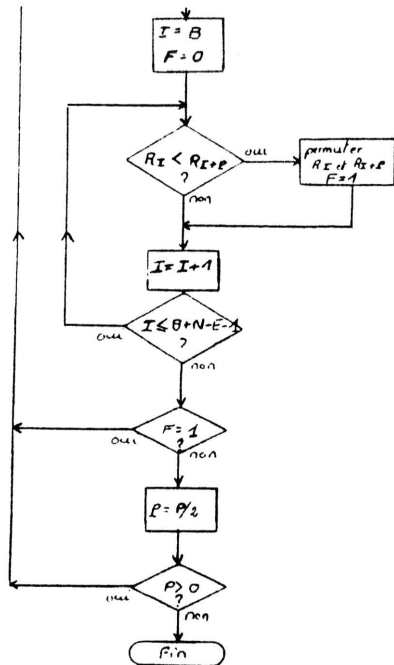 I = B
F = 0
R_I < R_I+P
?
oui
permuter
R_I et R_I+P
F = 1
non
I = I + 1
I ≤ B + N - E - 1
?
oui
non
F = 1
?
oui
non
P = P/2
P > 0
?
oui
non
Fin